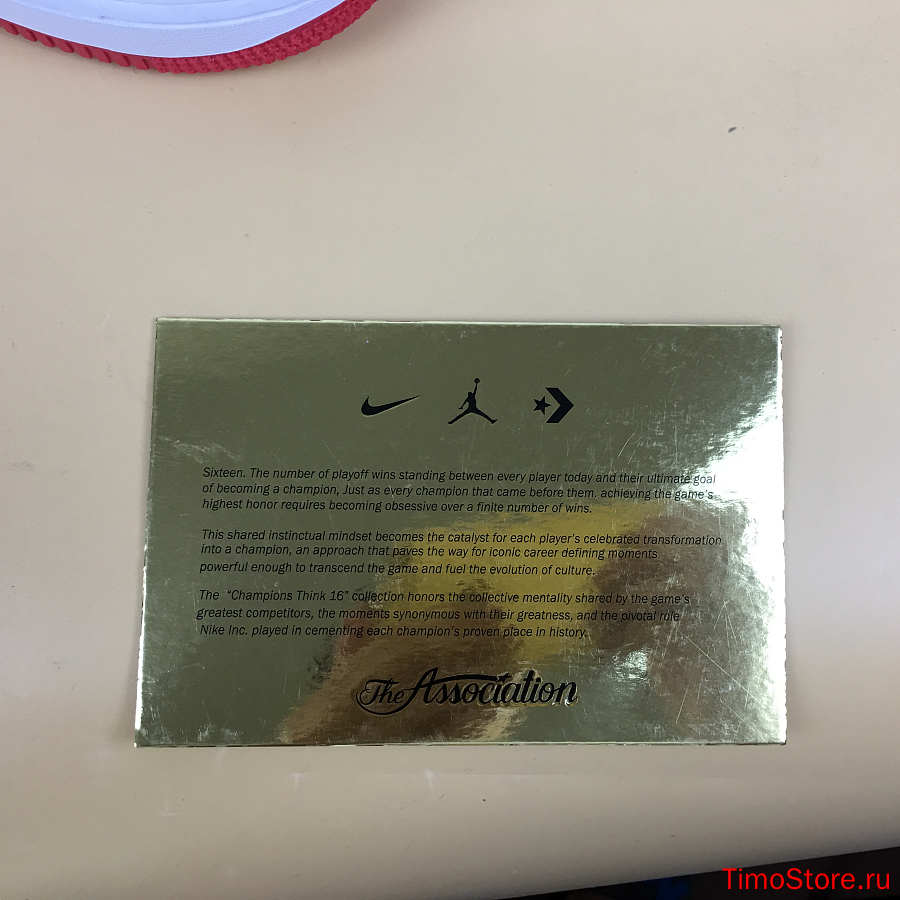 Sixteen. The number of playoff wins standing between every player today and their ultimate goal
of becoming a champion, Just as every champion that came before them. achieving the game's
highest honor requires becoming obsessive over a finite number of wins.
This shared instinctual mindset becomes the catalyst for each player's celebrated transformation
into a champion, an approach that paves the way for iconic career defining moments
powerful enough to transcend the game and fuel the evolution of culture.
The "Champions Think 16" collection honors the collective mentality shared by the game's
greatest competitors, the moments synonymous with their greatness, and the pivotal rule
Nike Inc. played in cementing each champion's proven place in history.
The Association
TimoStore.ru